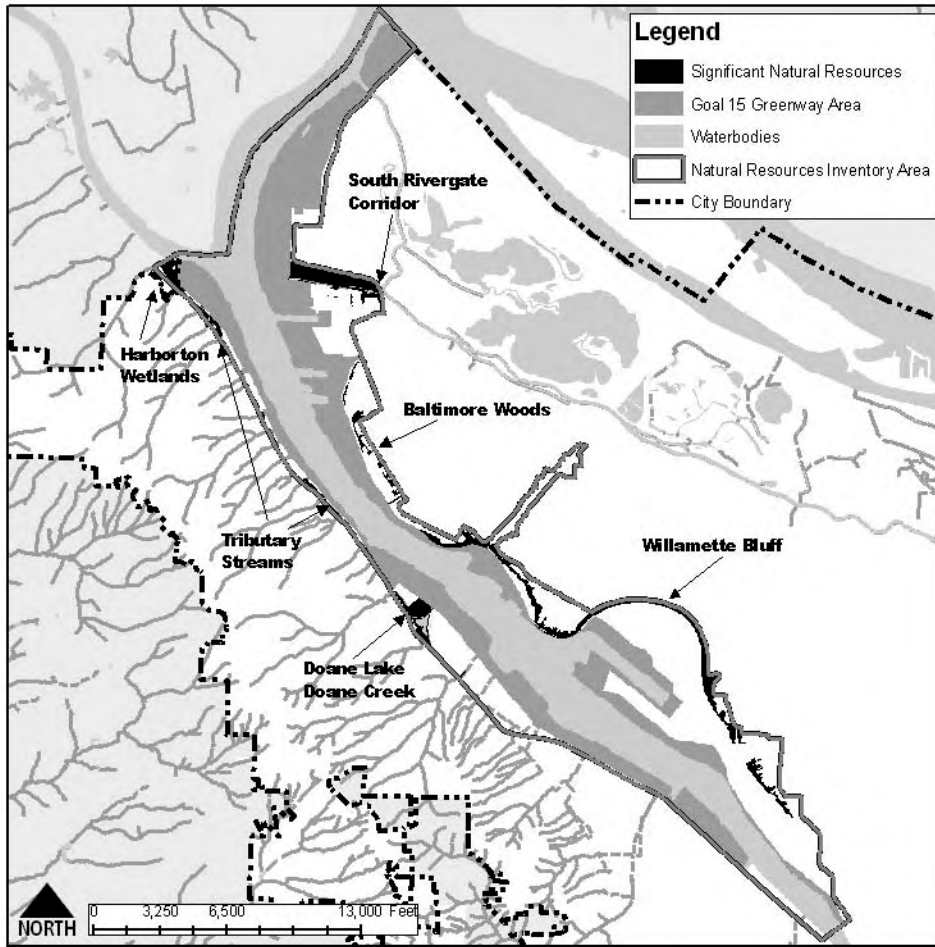 Legend
Significant Natural Resources
Goal 15 Greenway Area
Waterbodies
Natural Resources Inventory Area
City Boundary
South Rivergate
Corridor
Harborton
Wetlands
Baltimore Woods
Tributary
Streams
Willamette Bluff
Doane Lake
Doane Creek
NORTH
0 3,250 6,500 13,000 Feet